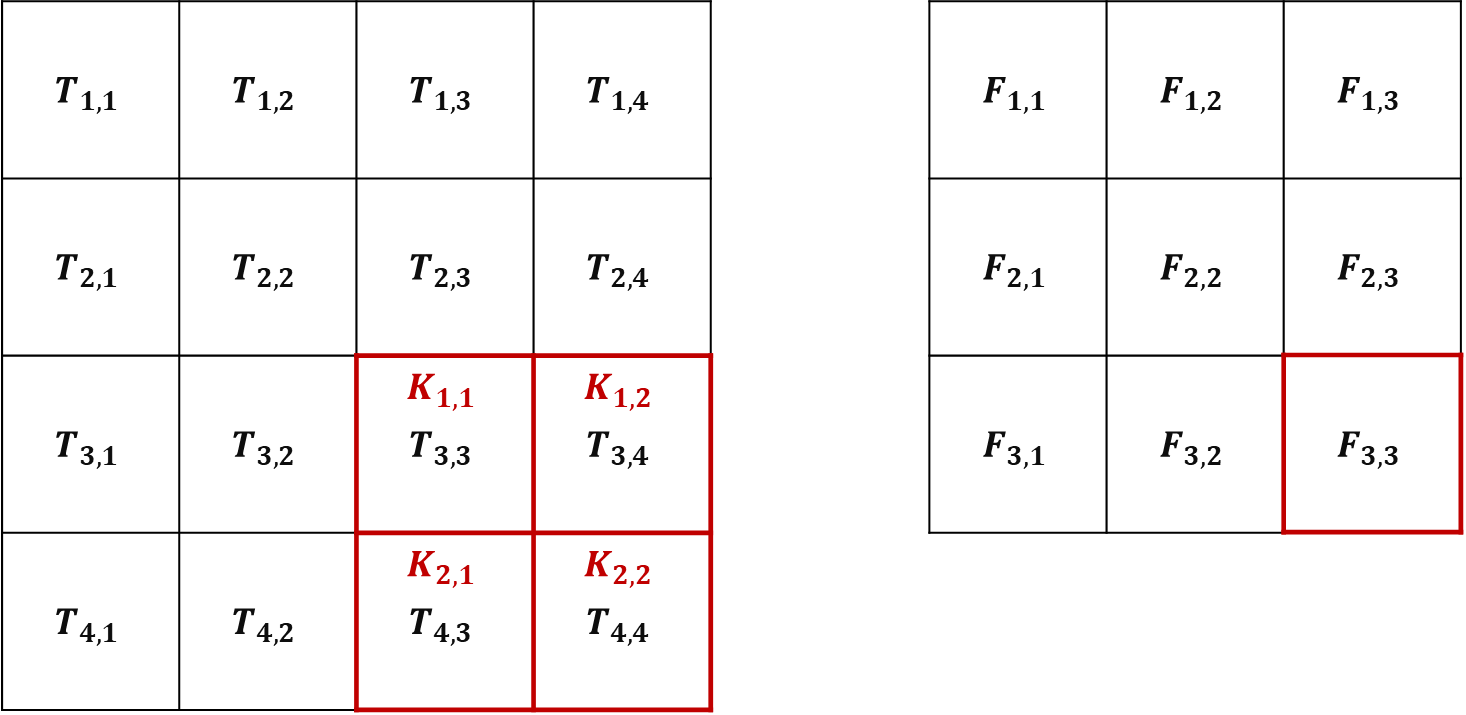 T1,1 T1,2 T1,3 T1,4 F1,1 F1,2 F1,3
T2,1 T2,2 T2,3 T2,4 F2,1 F2,2 F2,3
K1,1 K1,2
T3,1 T3,2 T3,3 T3,4 F3,1 F3,2 F3,3
K2,1 K2,2
T4,1 T4,2 T4,3 T4,4